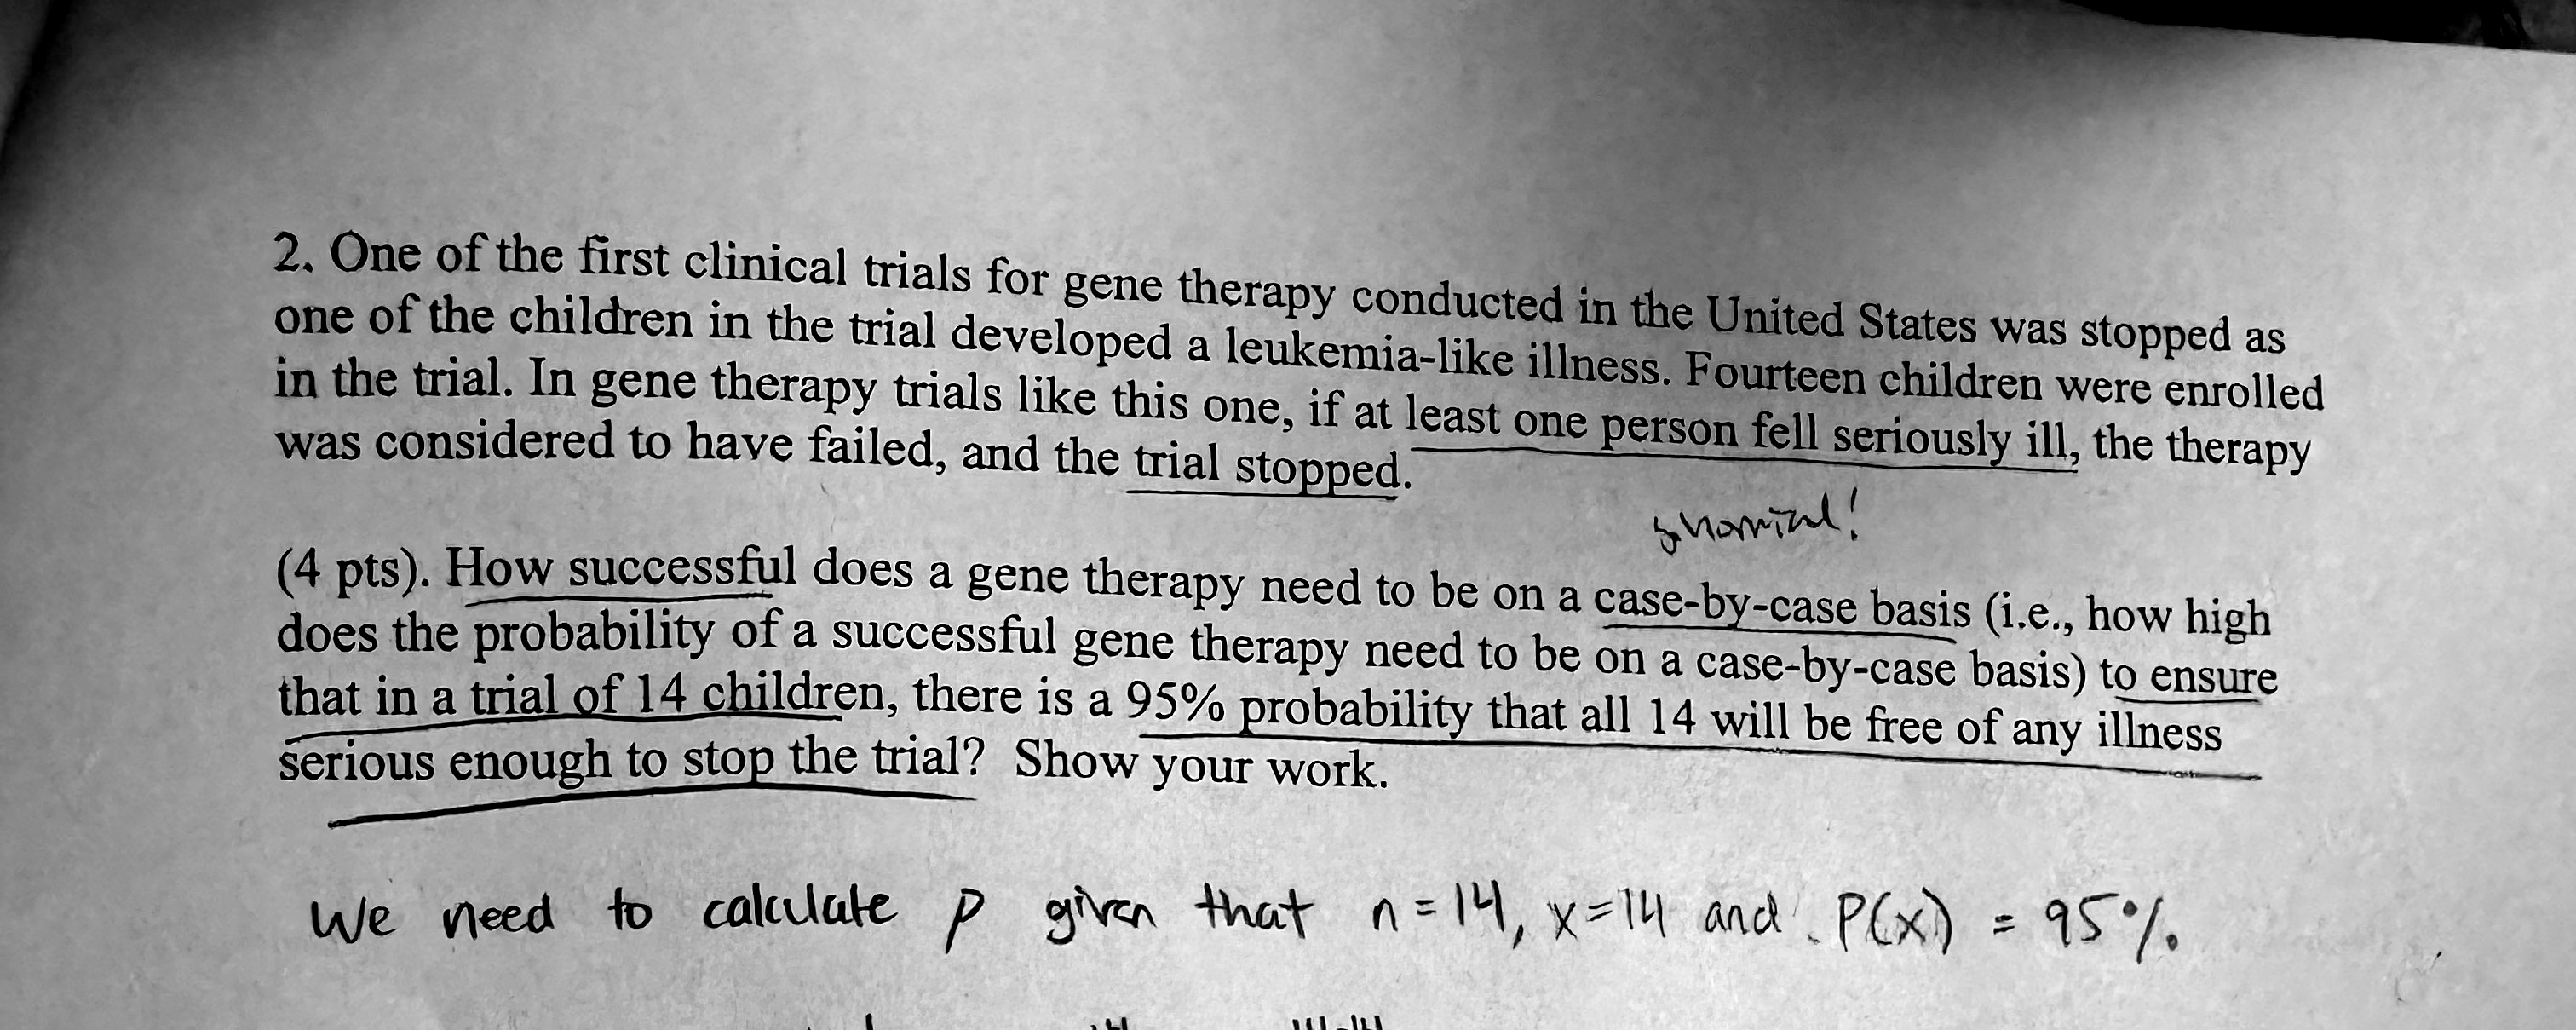 2. One of the first clinical trials for gene therapy conducted in the United States was stopped as
one of the children in the trial developed a leukemia-like illness. Fourteen children were enrolled
in the trial. In gene therapy trials like this one, if at least one person fell seriously ill, the therapy
was considered to have failed, and the trial stopped.
(4 pts). How successful does a gene therapy need to be on a case-by-case basis (i.e., how high
does the probability of a successful gene therapy need to be on a case-by-case basis) to ensure
that in a trial of 14 children, there is a 95% probability that all 14 will be free of any illness
serious enough to stop the trial? Show your work.
We need to calculate p given that n=14, x=14 and P(x) = 95%